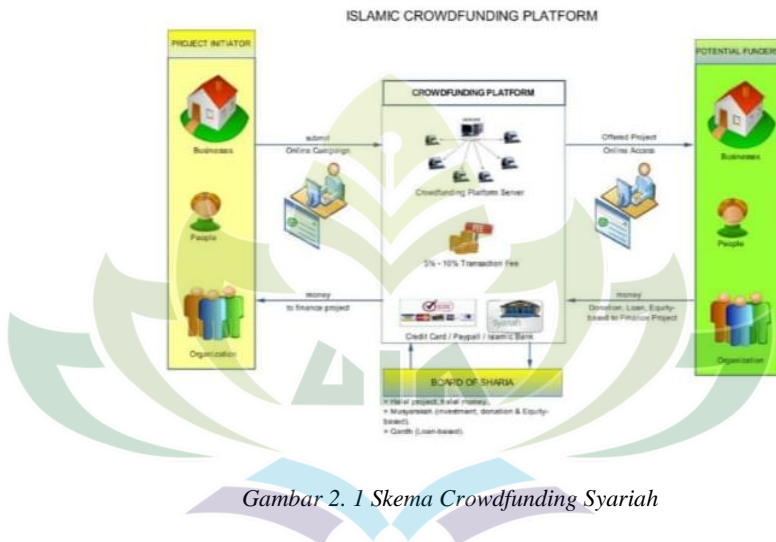 ISLAMIC CROWDFUNDING PLATFORM
PROJECT INITIATOR
Businesses
People
Organization
submit
Online Campaign
money
to finance project
CROWDFUNDING PLATFORM
Crowdfunding Platform Server
5% - 10% Transaction Fee
Syariah
Credit Card / Paypall / Islamic Bank
BOARD OF SHARIA
» Halal project, halal money.
» Musyarakah (investment, donation & Equity-
based).
» Qardh (Loan-based).
Offered Project
Online Access
money
Donation, Loan, Equity-
based to Finance Project
POTENTIAL FUNDERS
Businesses
People
Organization
Gambar 2. 1 Skema Crowdfunding Syariah